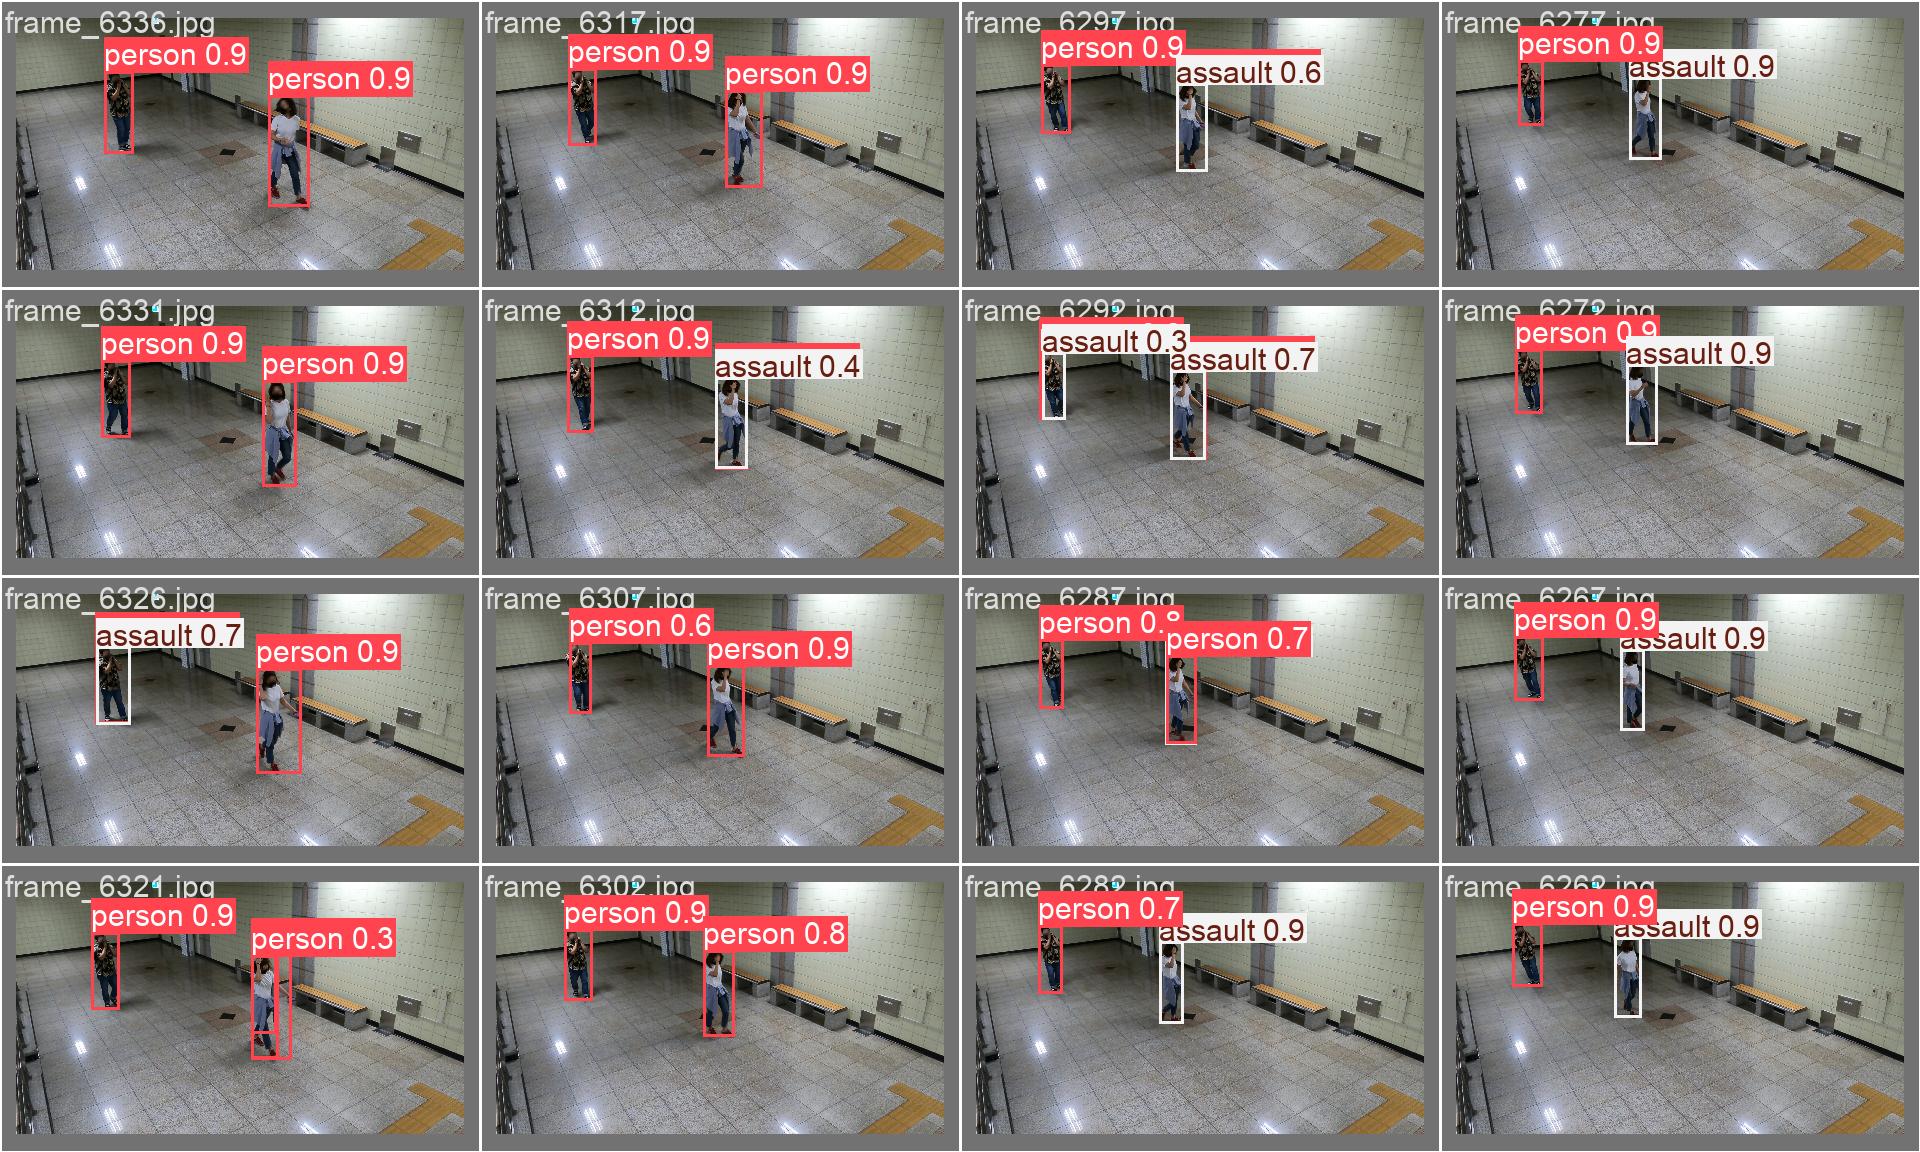 frame_6336.jpg
person 0.9
person 0.9
frame_6317.jpg
person 0.9
person 0.9
frame_6297.jpg
person 0.9
assault 0.6
frame_6277.jpg
person 0.9
assault 0.9
frame_6331.jpg
person 0.9
person 0.9
frame_6312.jpg
person 0.9
assault 0.4
frame_6292.jpg
assault 0.3
assault 0.7
frame_6272.jpg
person 0.9
assault 0.9
frame_6326.jpg
assault 0.7
person 0.9
frame_6307.jpg
person 0.6
person 0.9
frame_6287.jpg
person 0.8
person 0.7
frame_6267.jpg
person 0.9
assault 0.9
frame_6321.jpg
person 0.9
person 0.3
frame_6302.jpg
person 0.9
person 0.8
frame_6282.jpg
person 0.7
assault 0.9
frame_6262.jpg
person 0.9
assault 0.9